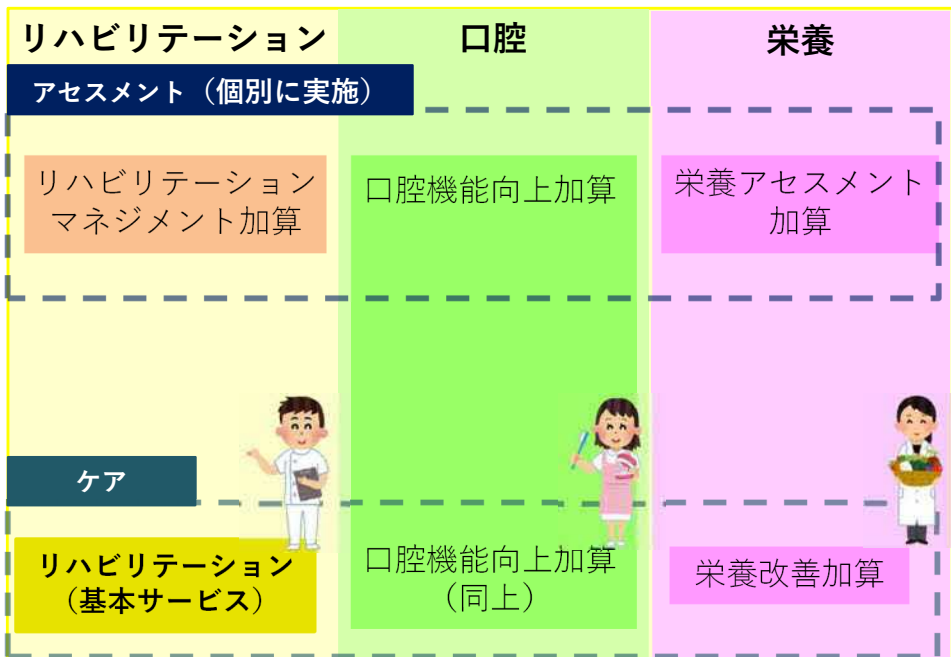 リハビリテーション
口腔
栄養
アセスメント（個別に実施）
リハビリテーション
マネジメント加算
口腔機能向上加算
栄養アセスメント
加算
ケア
リハビリテーション
（基本サービス）
口腔機能向上加算
（同上）
栄養改善加算